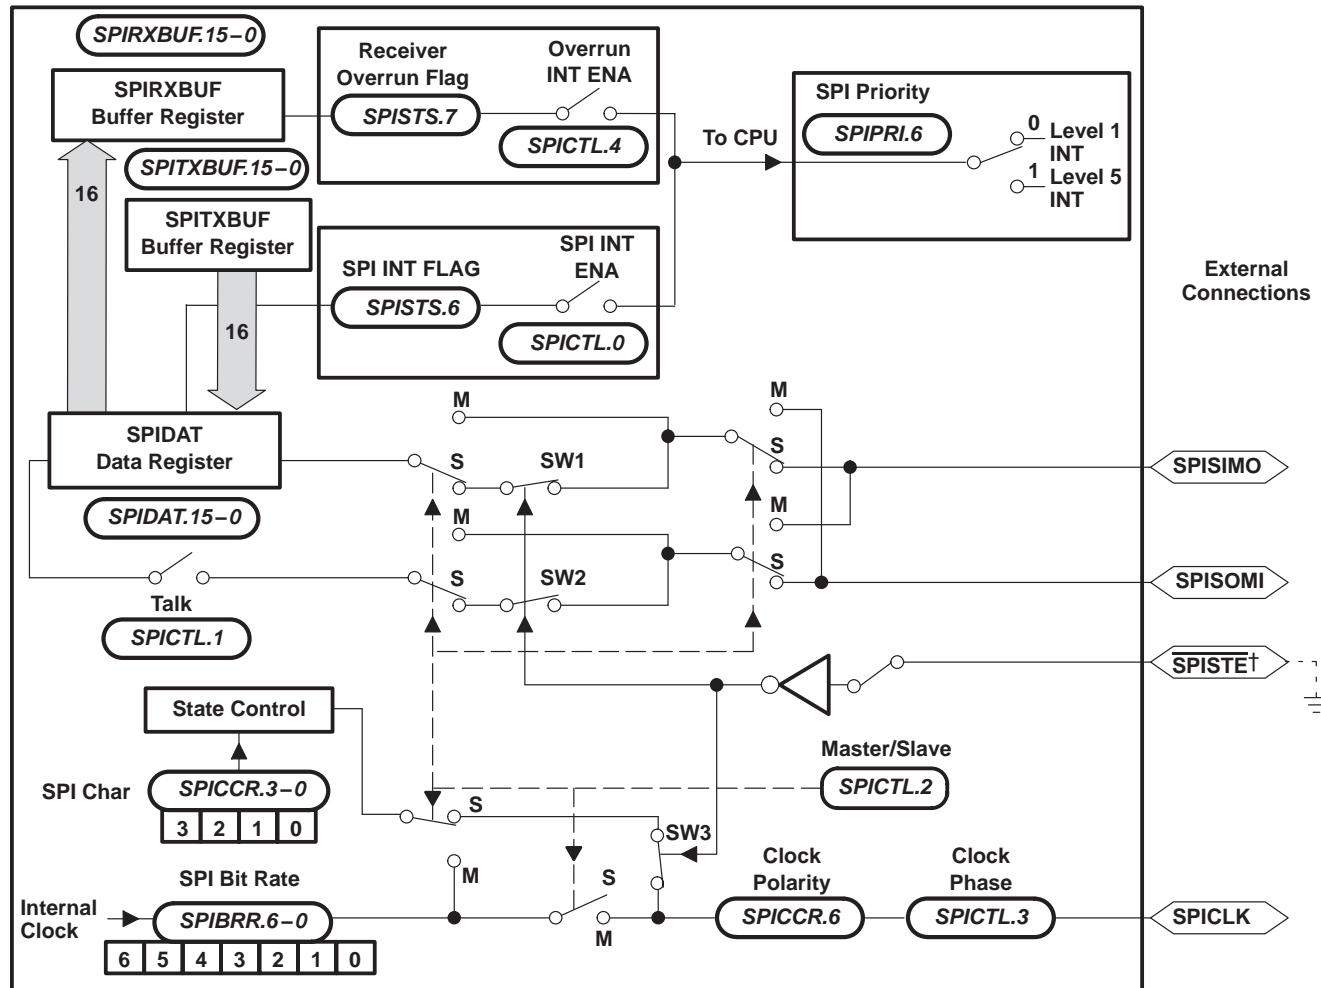 SPIRXBUF.15–0
SPIRXBUF
Buffer Register
Receiver
Overrun Flag
SPISTS.7
Overrun
INT ENA
SPICTL.4
To CPU
SPI Priority
SPIPRI.6
0
Level 1
INT
1
Level 5
INT
16
SPITXBUF.15–0
SPITXBUF
Buffer Register
16
SPI INT FLAG
SPISTS.6
SPI INT
ENA
SPICTL.0
External
Connections
SPIDAT
Data Register
SPIDAT.15–0
M
S
SW1
M
S
SPISIMO
M
S
SW2
M
S
SPISOMI
Talk
SPICTL.1
SPISTE†
State Control
Master/Slave
SPICTL.2
SPI Char
SPICCR.3–0
3 2 1 0
S
M
SW3
SPI Bit Rate
Internal
Clock
SPIBRR.6–0
6 5 4 3 2 1 0
S
M
Clock
Polarity
SPICCR.6
Clock
Phase
SPICTL.3
SPICLK